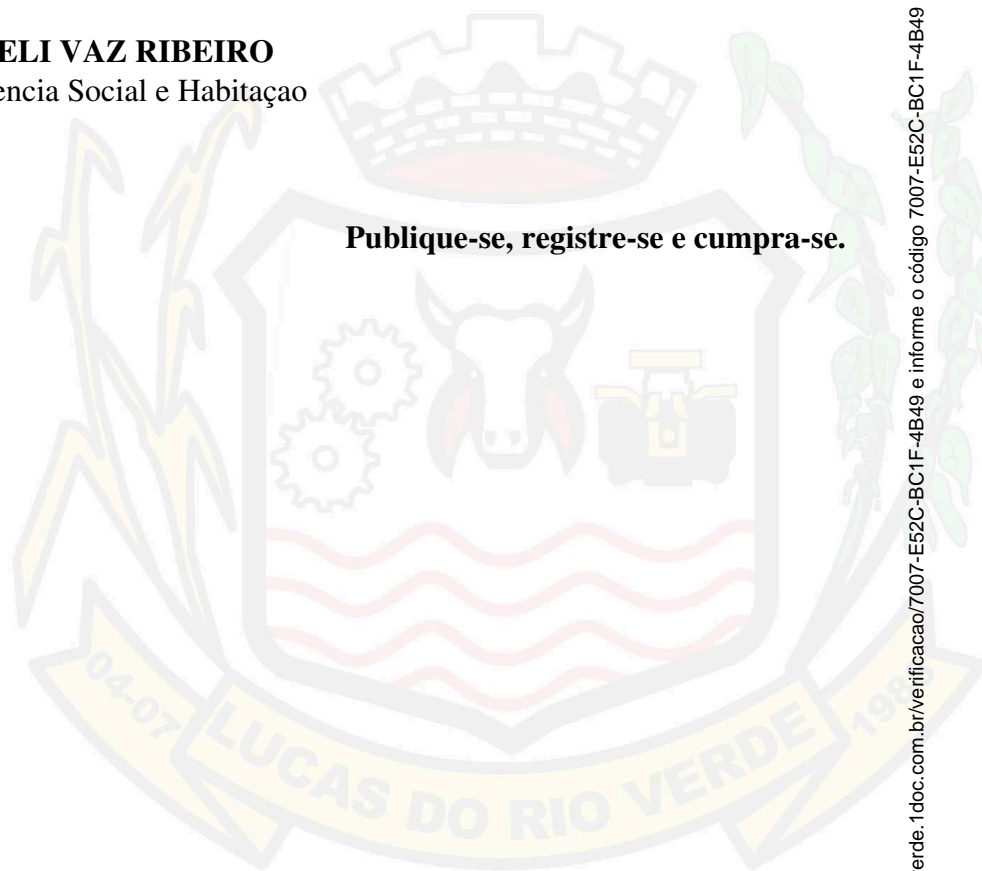 ELI VAZ RIBEIRO
encia Social e Habitaçao
Publique-se, registre-se e cumpra-se.
04-07
LUCAS DO RIO VERDE
1988
erde.1doc.com.br/verificacao/7007-E52C-BC1F-4B49 e informe o código 7007-E52C-BC1F-4B49